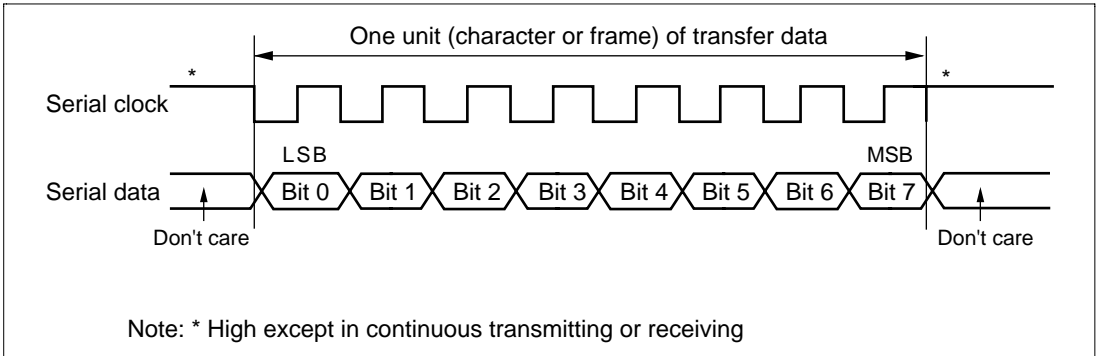 One unit (character or frame) of transfer data
* *
Serial clock
LSB MSB
Serial data Bit 0 Bit 1 Bit 2 Bit 3 Bit 4 Bit 5 Bit 6 Bit 7
Don't care Don't care
Note: * High except in continuous transmitting or receiving